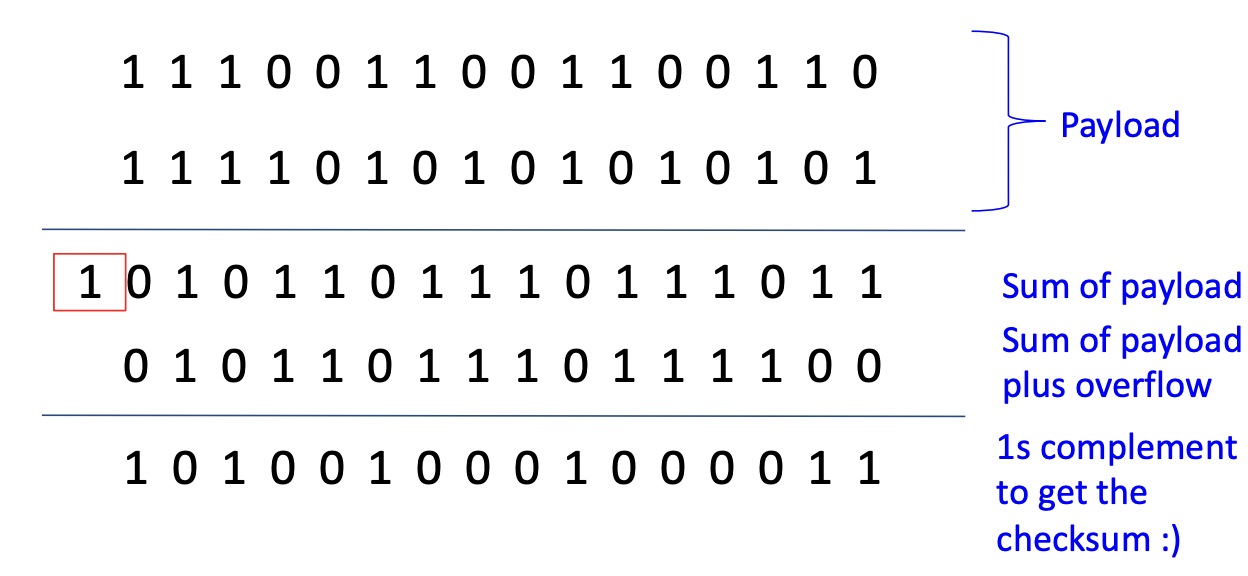 1 1 1 0 0 1 1 0 0 1 1 0 0 1 1 0
Payload
1 1 1 1 0 1 0 1 0 1 0 1 0 1 0 1
1 0 1 0 1 1 0 1 1 1 0 1 1 1 0 1 1
Sum of payload
0 1 0 1 1 0 1 1 1 0 1 1 1 1 0 0
Sum of payload
plus overflow
1 0 1 0 0 1 0 0 0 1 0 0 0 0 1 1
1s complement
to get the
checksum :)